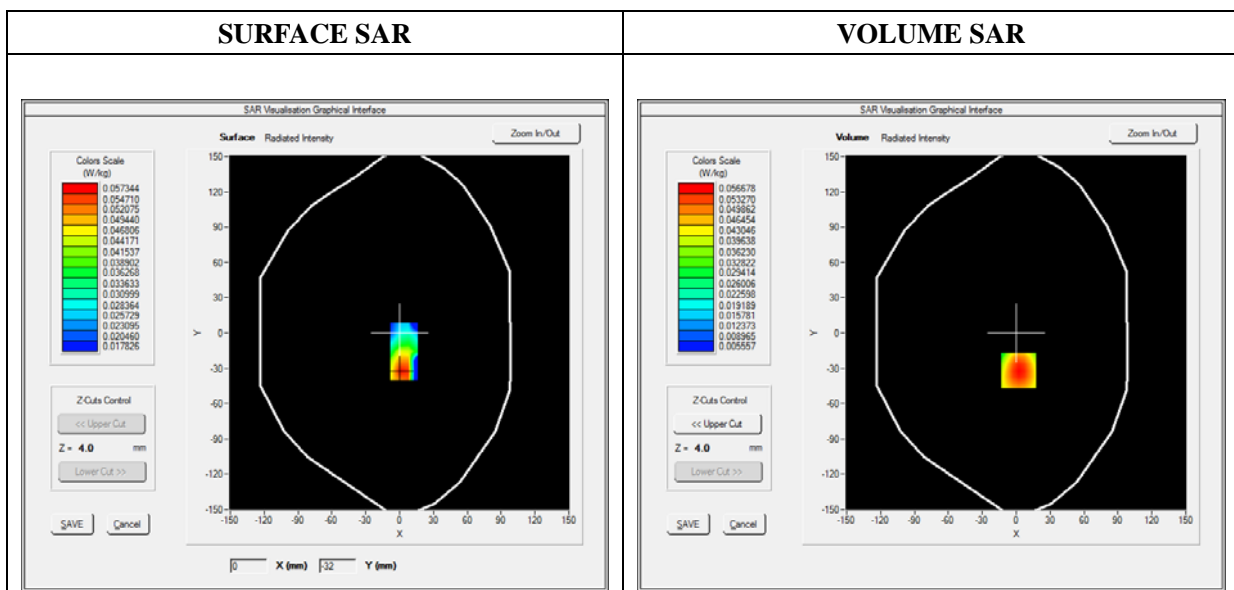 SURFACE SAR
VOLUME SAR
SAR Visualisation Graphical Interface
Surface Radiated Intensity
Zoom In/Out
Colors Scale
(W/kg)
0.057344
0.054710
0.052075
0.049440
0.046806
0.044171
0.041537
0.038902
0.036268
0.033633
0.030999
0.028364
0.025729
0.023095
0.020460
0.017826
Z-Cuts Control
<< Upper Cut
Z = 4.0 mm
Lower Cut >>
SAVE Cancel
150
120
90
60
30
0
-30
-60
-90
-120
-150
Y
-150 -120 -90 -60 -30 0 30 60 90 120 150
X
0 X (mm) -32 Y (mm)
SAR Visualisation Graphical Interface
Volume Radiated Intensity
Zoom In/Out
Colors Scale
(W/kg)
0.056678
0.053270
0.049862
0.046454
0.043046
0.039638
0.036230
0.032822
0.029414
0.026006
0.022598
0.019189
0.015781
0.012373
0.008965
0.005557
Z-Cuts Control
<< Upper Cut
Z = 4.0 mm
Lower Cut >>
SAVE Cancel
150
120
90
60
30
0
-30
-60
-90
-120
-150
Y
-150 -120 -90 -60 -30 0 30 60 90 120 150
X